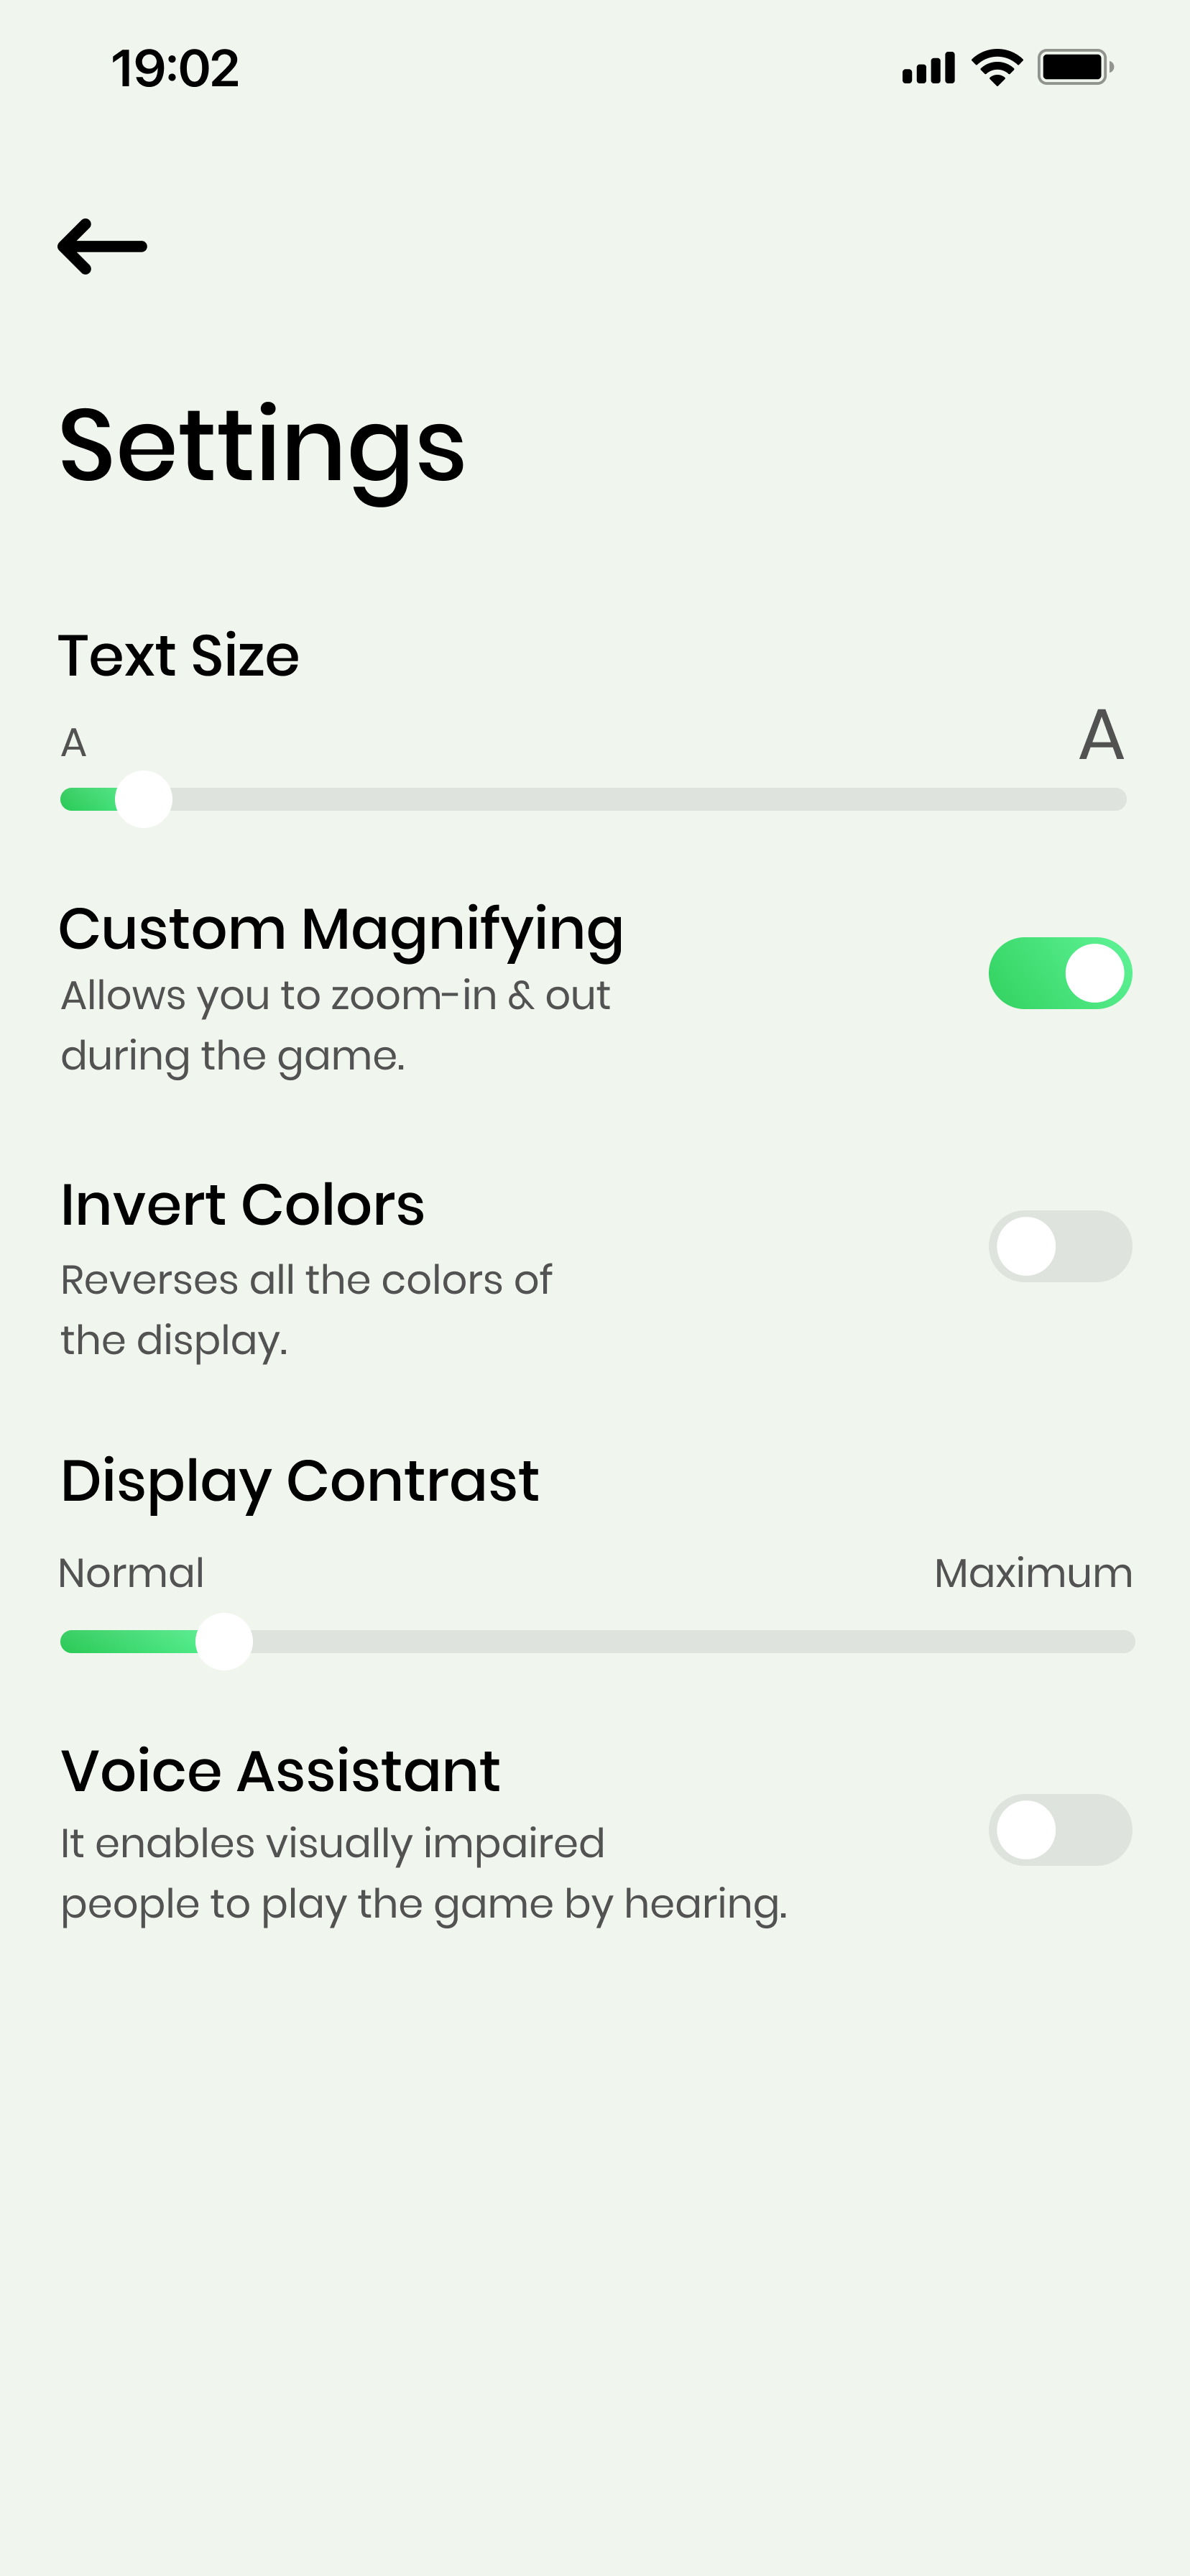 19:02
Settings
Text Size
A A
Custom Magnifying
Allows you to zoom-in & out
during the game.
Invert Colors
Reverses all the colors of
the display.
Display Contrast
Normal Maximum
Voice Assistant
It enables visually impaired
people to play the game by hearing.